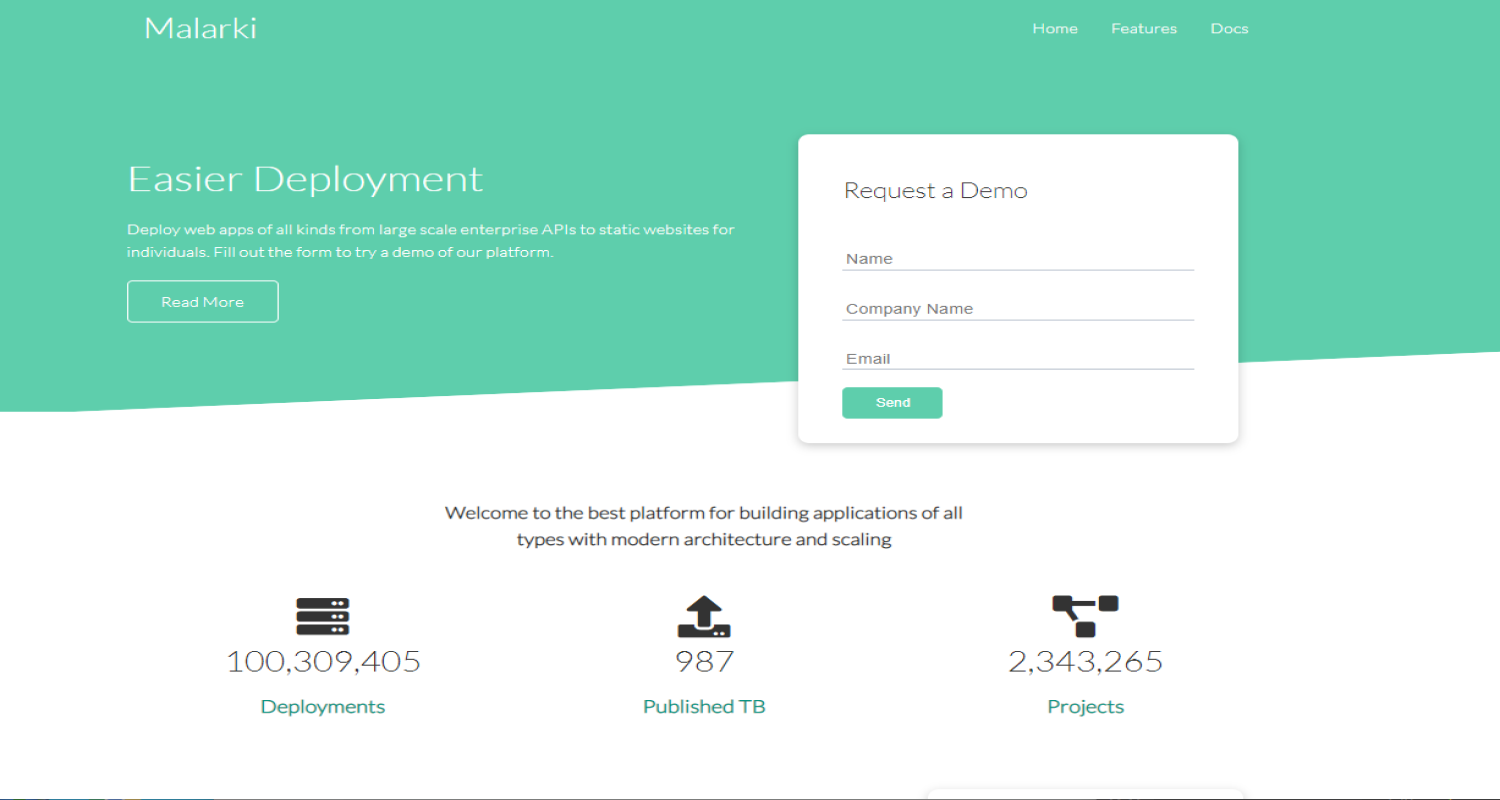 Malarki
Home Features Docs
Easier Deployment
Deploy web apps of all kinds from large scale enterprise APIs to static websites for
individuals. Fill out the form to try a demo of our platform.
Read More
Request a Demo
Name
Company Name
Email
Send
Welcome to the best platform for building applications of all
types with modern architecture and scaling
100,309,405
Deployments
987
Published TB
2,343,265
Projects